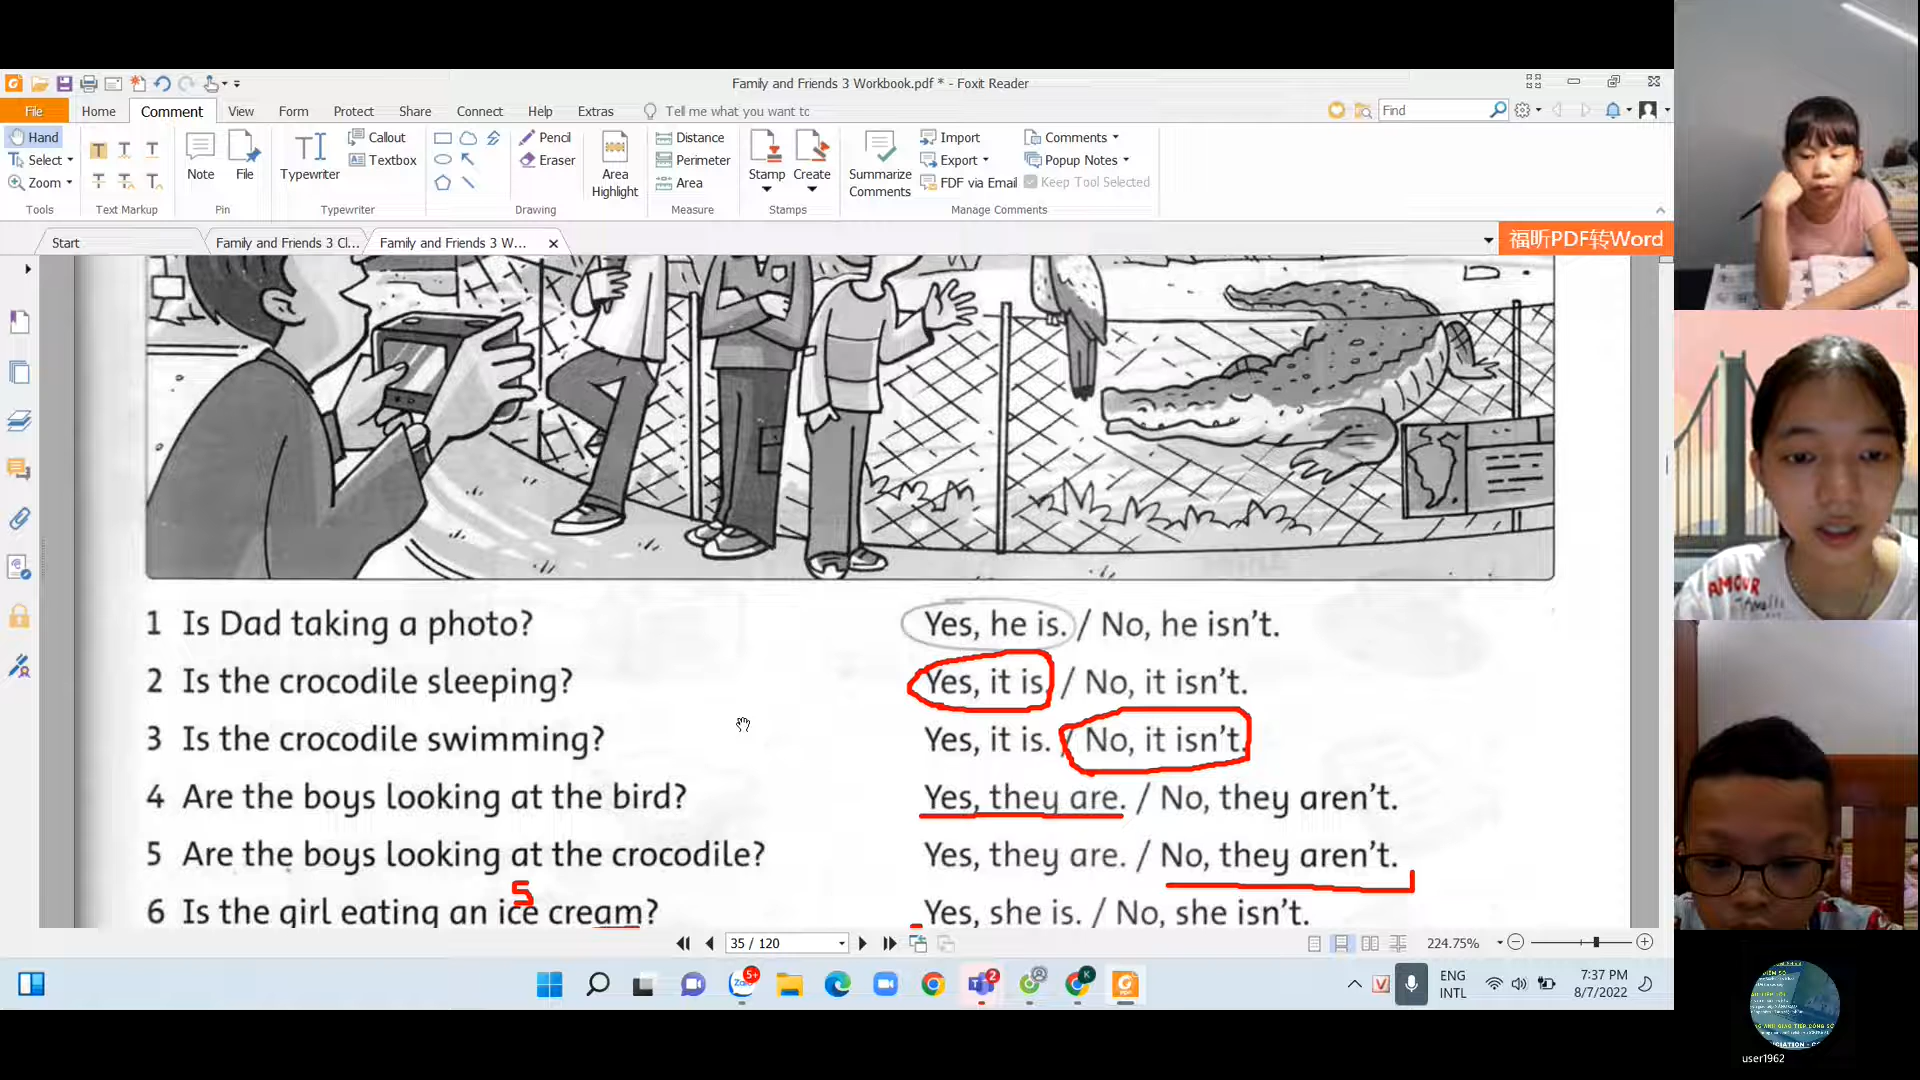 Family and Friends 3 Workbook.pdf * - Foxit Reader
File Home Comment View Form Protect Share Connect Help Extras Tell me what you want to Find
Hand Callout Pencil Distance Import Comments
Select Textbox Eraser Perimeter Export Popup Notes
Zoom Note File Typewriter Area Highlight Area Stamp Create Summarize Comments FDF via Email Keep Tool Selected
Tools Text Markup Pin Typewriter Drawing Measure Stamps Manage Comments
Start Family and Friends 3 Cl... Family and Friends 3 W... 福昕PDF转Word
1 Is Dad taking a photo? Yes, he is. / No, he isn't.
2 Is the crocodile sleeping? Yes, it is. / No, it isn't.
3 Is the crocodile swimming? Yes, it is. / No, it isn't.
4 Are the boys looking at the bird? Yes, they are. / No, they aren't.
5 Are the boys looking at the crocodile? Yes, they are. / No, they aren't.
5
6 Is the girl eating an ice cream? Yes, she is. / No, she isn't.
35 / 120 224.75%
5+ Zalo 2 K V ENG INTL 7:37 PM 8/7/2022
AMOUR
user1962